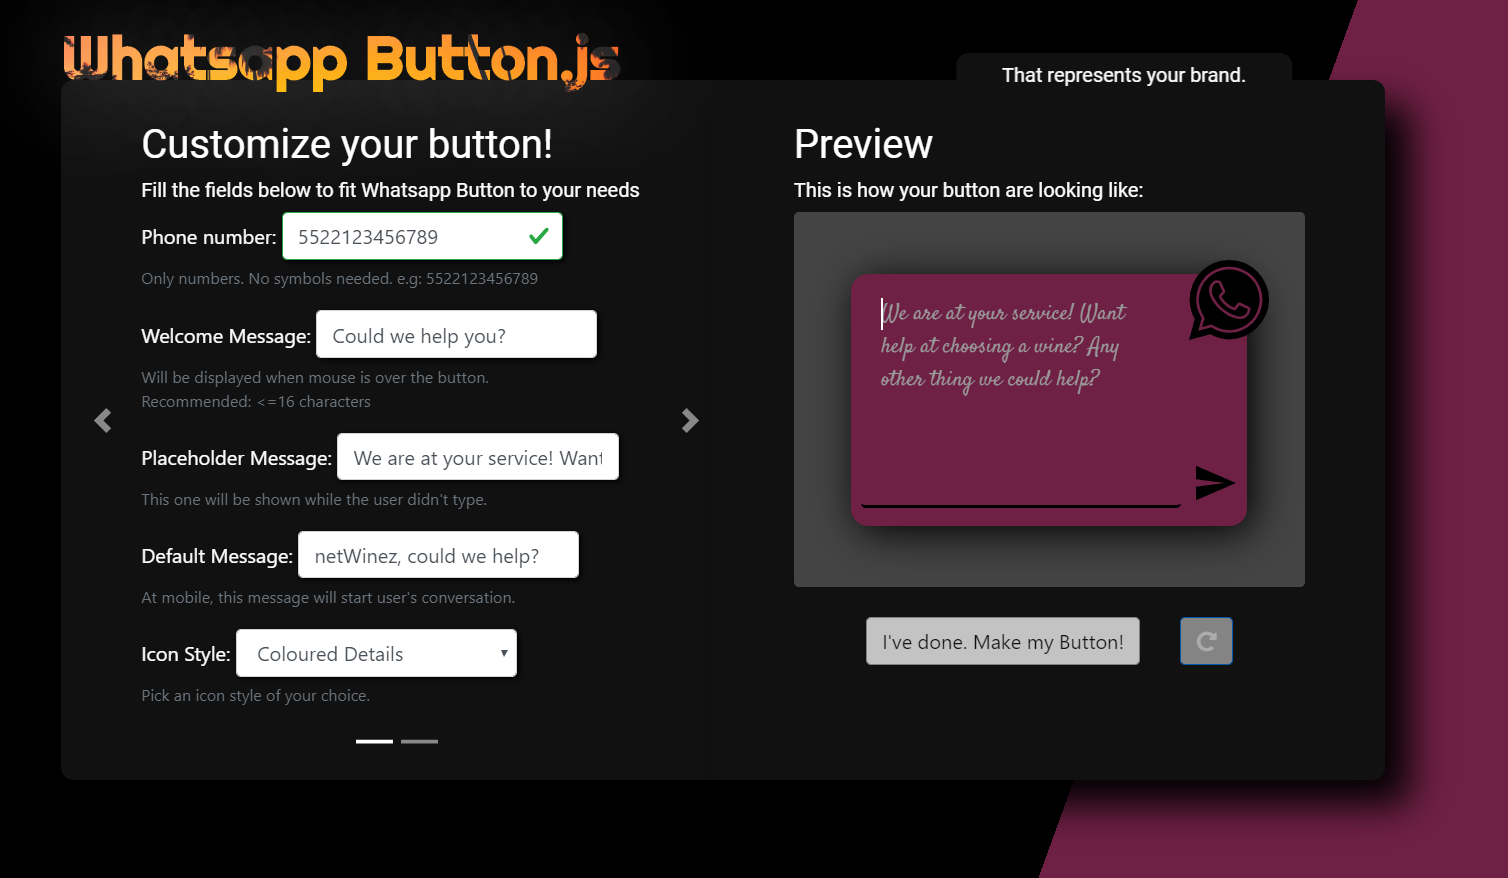 Whatsapp Button.js
That represents your brand.
Customize your button!
Fill the fields below to fit Whatsapp Button to your needs
Phone number: 5522123456789
Only numbers. No symbols needed. e.g: 5522123456789
Welcome Message: Could we help you?
Will be displayed when mouse is over the button.
Recommended: <=16 characters
Placeholder Message: We are at your service! Want
This one will be shown while the user didn't type.
Default Message: netWinez, could we help?
At mobile, this message will start user's conversation.
Icon Style: Coloured Details
Pick an icon style of your choice.
Preview
This is how your button are looking like:
We are at your service! Want
help at choosing a wine? Any
other thing we could help?
I've done. Make my Button!